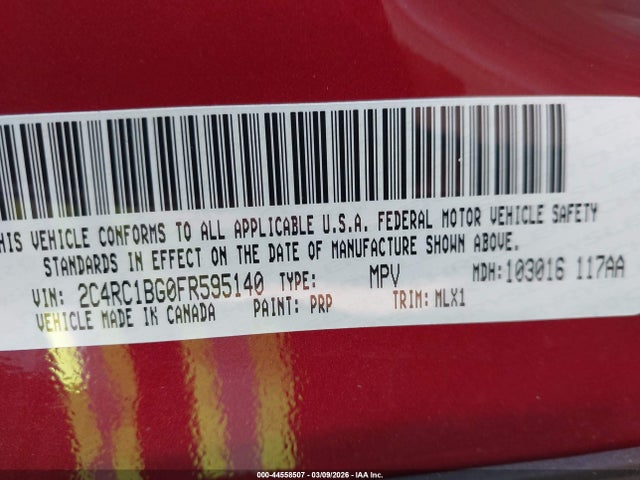 THIS VEHICLE CONFORMS TO ALL APPLICABLE U.S.A. FEDERAL MOTOR VEHICLE SAFETY
STANDARDS IN EFFECT ON THE DATE OF MANUFACTURE SHOWN ABOVE.
VIN: 2C4RC1BG0FR595140 TYPE: MPV MDH:103016 117AA
VEHICLE MADE IN CANADA PAINT: PRP TRIM: MLX1
000-44558507 - 03/09/2026 - IAA Inc.